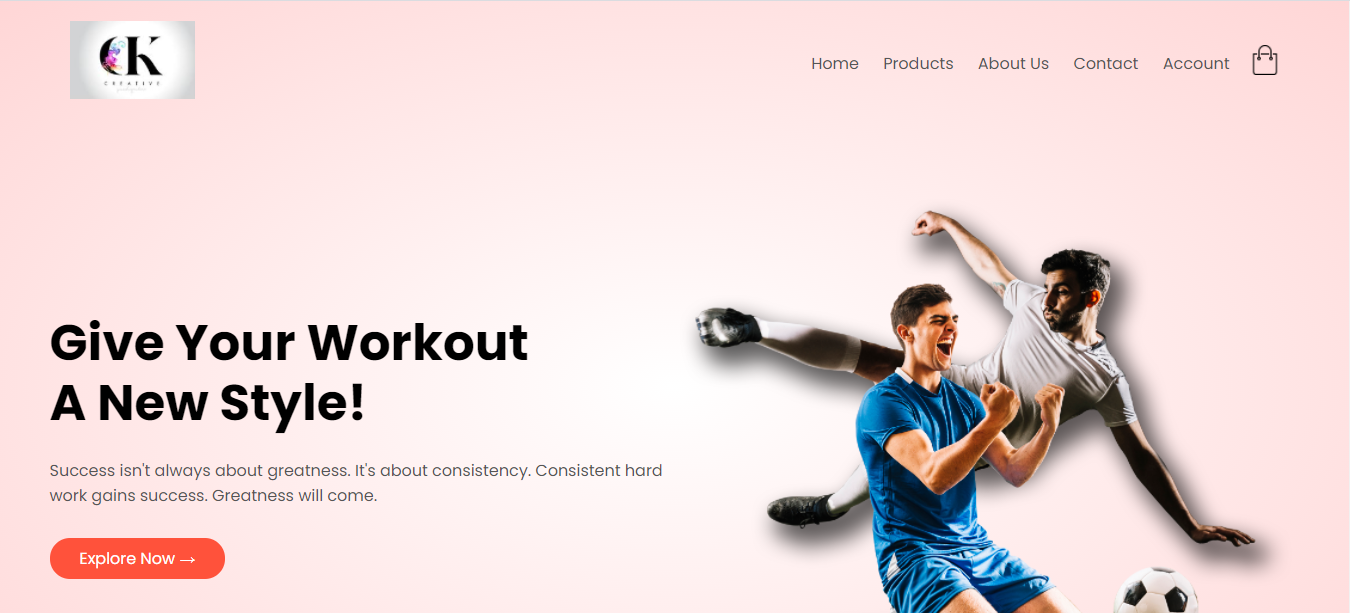 CK
CREATIVE
Home Products About Us Contact Account
Give Your Workout
A New Style!
Success isn't always about greatness. It's about consistency. Consistent hard
work gains success. Greatness will come.
Explore Now →